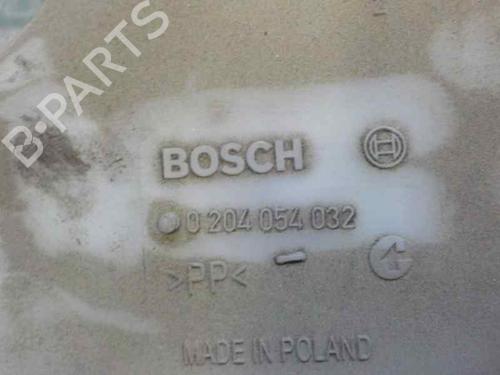 B-PARTS
BOSCH
0 204 054 032
>PP<
MADE IN POLAND